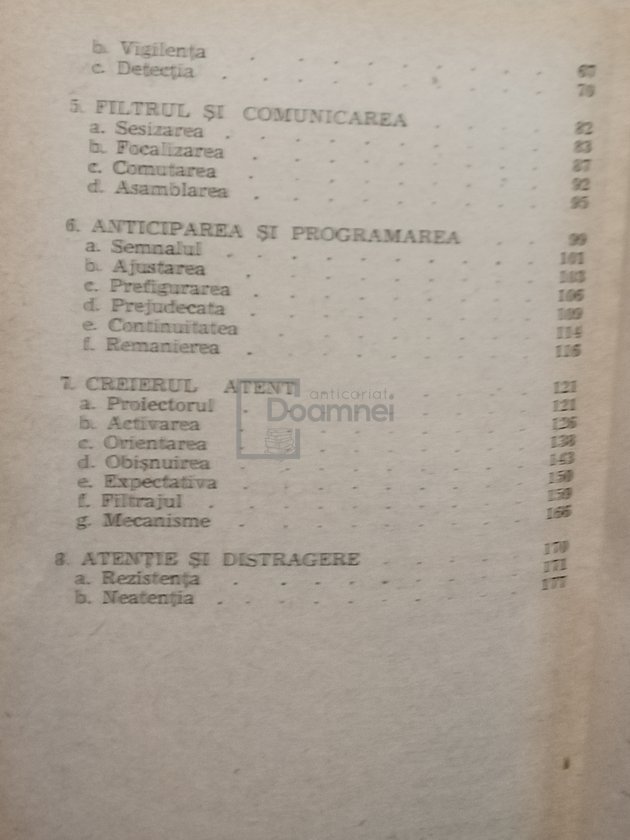 b. Vigilența . . . . . . . . 67
c. Detecția . . . . . . . . 70
5. FILTRUL ȘI COMUNICAREA . . . . 82
a. Sesizarea . . . . . . . . 83
b. Focalizarea . . . . . . . 87
c. Comutarea . . . . . . . . 92
d. Asamblarea . . . . . . . 95
6. ANTICIPAREA ȘI PROGRAMAREA . . . 99
a. Semnalul . . . . . . . . 101
b. Ajustarea . . . . . . . . 103
c. Prefigurarea . . . . . . . 106
d. Prejudecata . . . . . . . 109
e. Continuitatea . . . . . . 114
f. Remanierea . . . . . . . 116
7. CREIERUL ATENT . . . . . 121
a. Proiectorul . . . . . . . 121
b. Activarea . . . . . . . . 126
c. Orientarea . . . . . . . 138
d. Obișnuirea . . . . . . . 143
e. Expectativa . . . . . . . 150
f. Filtrajul . . . . . . . . 159
g. Mecanisme . . . . . . . 166
8. ATENȚIE ȘI DISTRAGERE . . . . 170
a. Rezistența . . . . . . . 171
b. Neatenția . . . . . . . . 177
anticariat
Doamnei